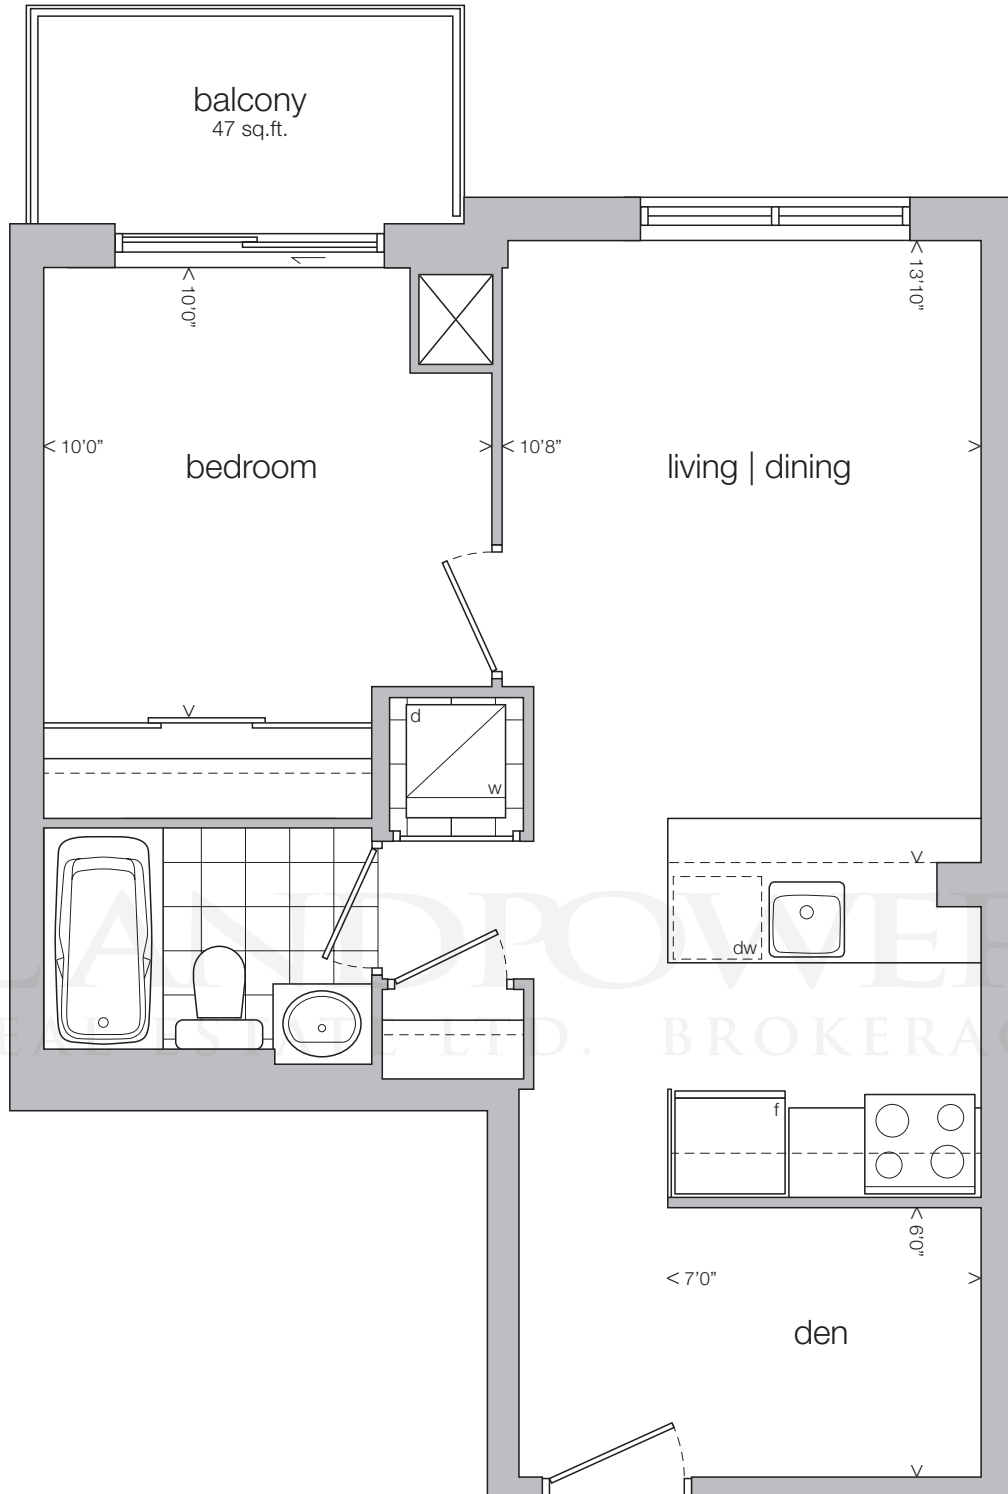 balcony
47 sq.ft.
10'0”
13'10”
10'0”
10'8”
bedroom
living | dining
d
w
dw
LANDPOWER
REAL ESTATE LTD. BROKERAG
f
6'0”
7'0”
den